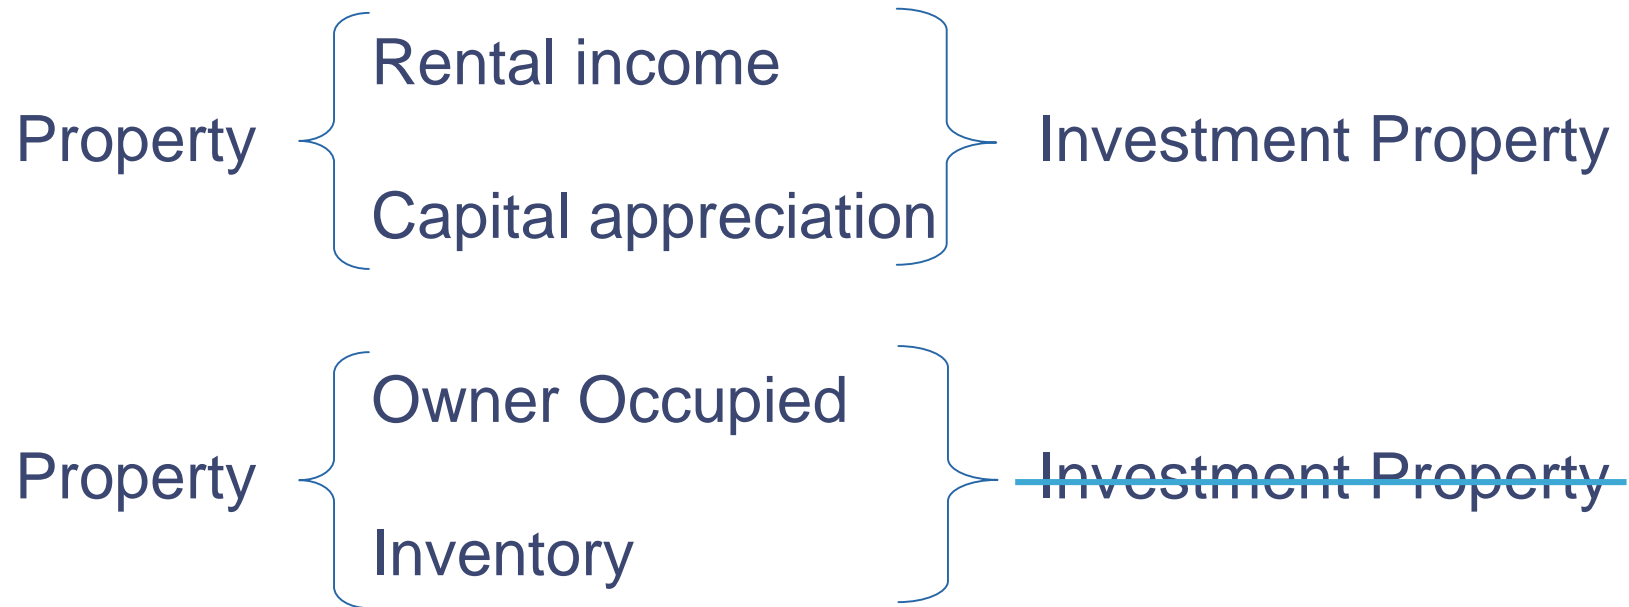 Rental income
Property
Investment Property
Capital appreciation
Owner Occupied
Property
Investment Property
Inventory